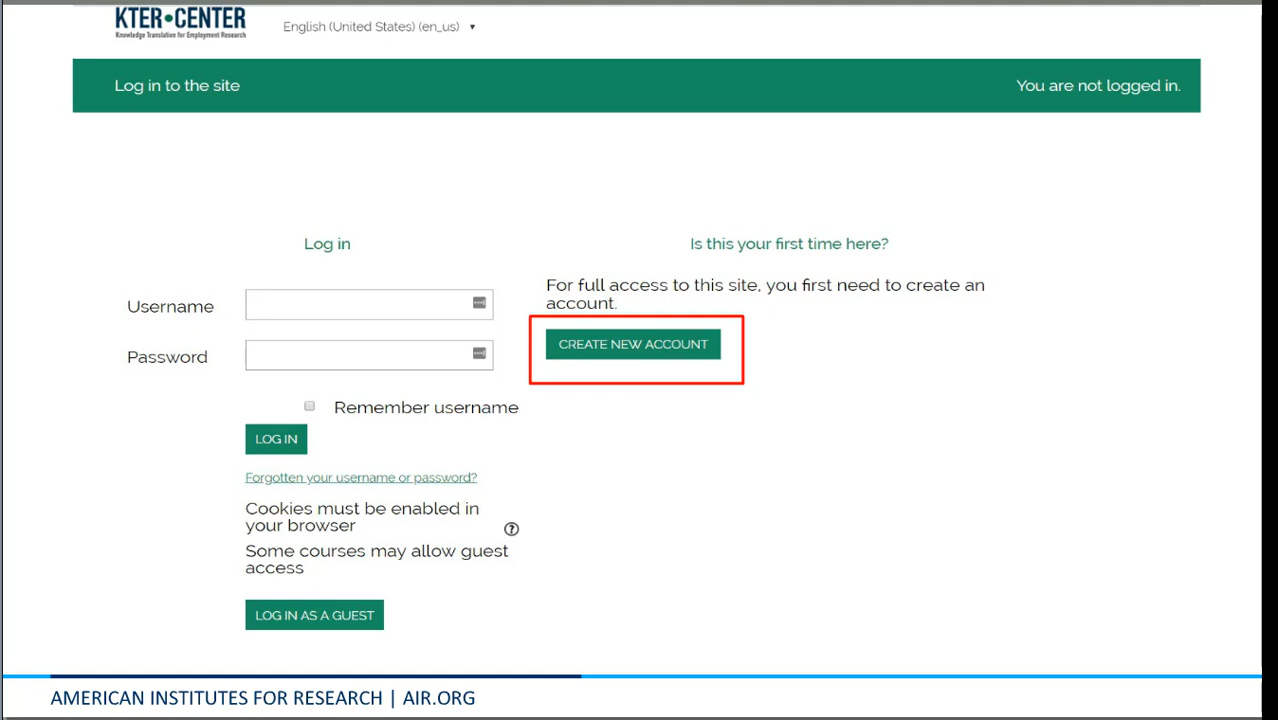 KTER•CENTER
Knowledge Translation for Employment Research
English (United States) (en_us) ▾
Log in to the site
You are not logged in.
Log in
Username
Password
Remember username
LOG IN
Forgotten your username or password?
Cookies must be enabled in
your browser
Some courses may allow guest
access
LOG IN AS A GUEST
Is this your first time here?
For full access to this site, you first need to create an
account.
CREATE NEW ACCOUNT
AMERICAN INSTITUTES FOR RESEARCH | AIR.ORG